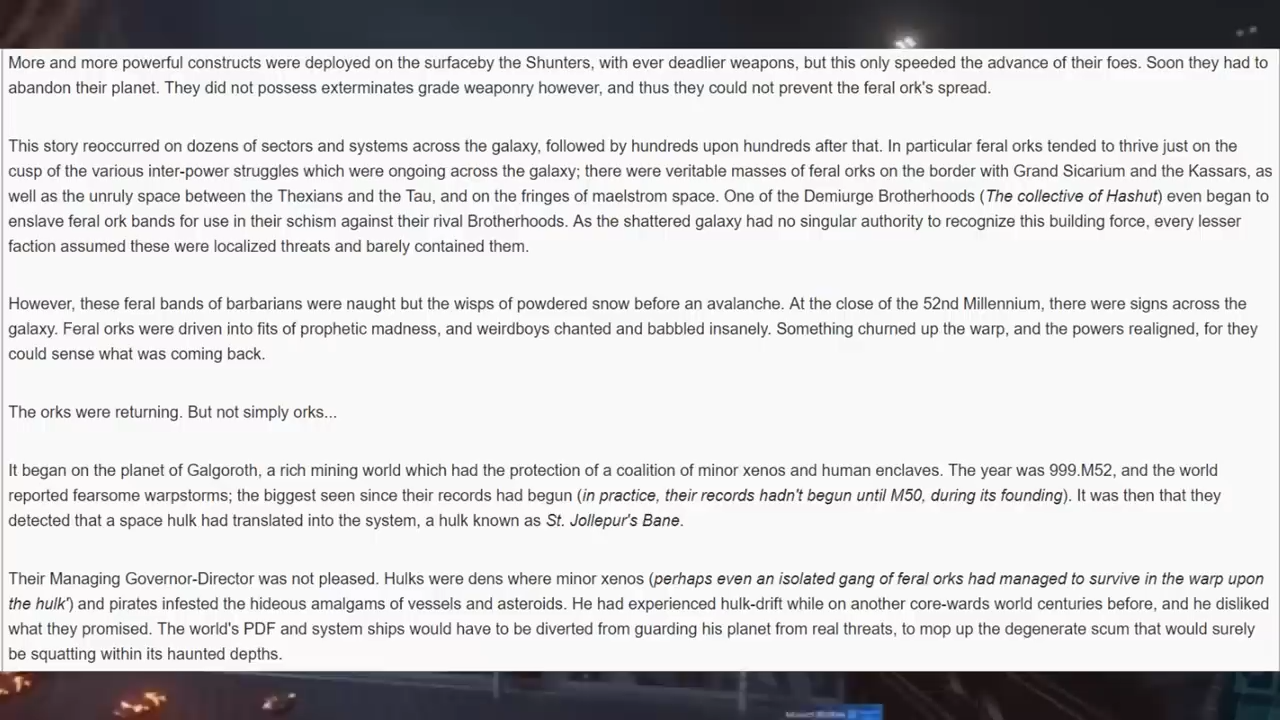 More and more powerful constructs were deployed on the surfaceby the Shunters, with ever deadlier weapons, but this only speeded the advance of their foes. Soon they had to
abandon their planet. They did not possess exterminates grade weaponry however, and thus they could not prevent the feral ork's spread.
This story reoccurred on dozens of sectors and systems across the galaxy, followed by hundreds upon hundreds after that. In particular feral orks tended to thrive just on the
cusp of the various inter-power struggles which were ongoing across the galaxy; there were veritable masses of feral orks on the border with Grand Sicarium and the Kassars, as
well as the unruly space between the Thexians and the Tau, and on the fringes of maelstrom space. One of the Demiurge Brotherhoods (The collective of Hashut) even began to
enslave feral ork bands for use in their schism against their rival Brotherhoods. As the shattered galaxy had no singular authority to recognize this building force, every lesser
faction assumed these were localized threats and barely contained them.
However, these feral bands of barbarians were naught but the wisps of powdered snow before an avalanche. At the close of the 52nd Millennium, there were signs across the
galaxy. Feral orks were driven into fits of prophetic madness, and weirdboys chanted and babbled insanely. Something churned up the warp, and the powers realigned, for they
could sense what was coming back.
The orks were returning. But not simply orks...
It began on the planet of Galgoroth, a rich mining world which had the protection of a coalition of minor xenos and human enclaves. The year was 999.M52, and the world
reported fearsome warpstorms; the biggest seen since their records had begun (in practice, their records hadn't begun until M50, during its founding). It was then that they
detected that a space hulk had translated into the system, a hulk known as St. Jollepur's Bane.
Their Managing Governor-Director was not pleased. Hulks were dens where minor xenos (perhaps even an isolated gang of feral orks had managed to survive in the warp upon
the hulk') and pirates infested the hideous amalgams of vessels and asteroids. He had experienced hulk-drift while on another core-wards world centuries before, and he disliked
what they promised. The world's PDF and system ships would have to be diverted from guarding his planet from real threats, to mop up the degenerate scum that would surely
be squatting within its haunted depths.